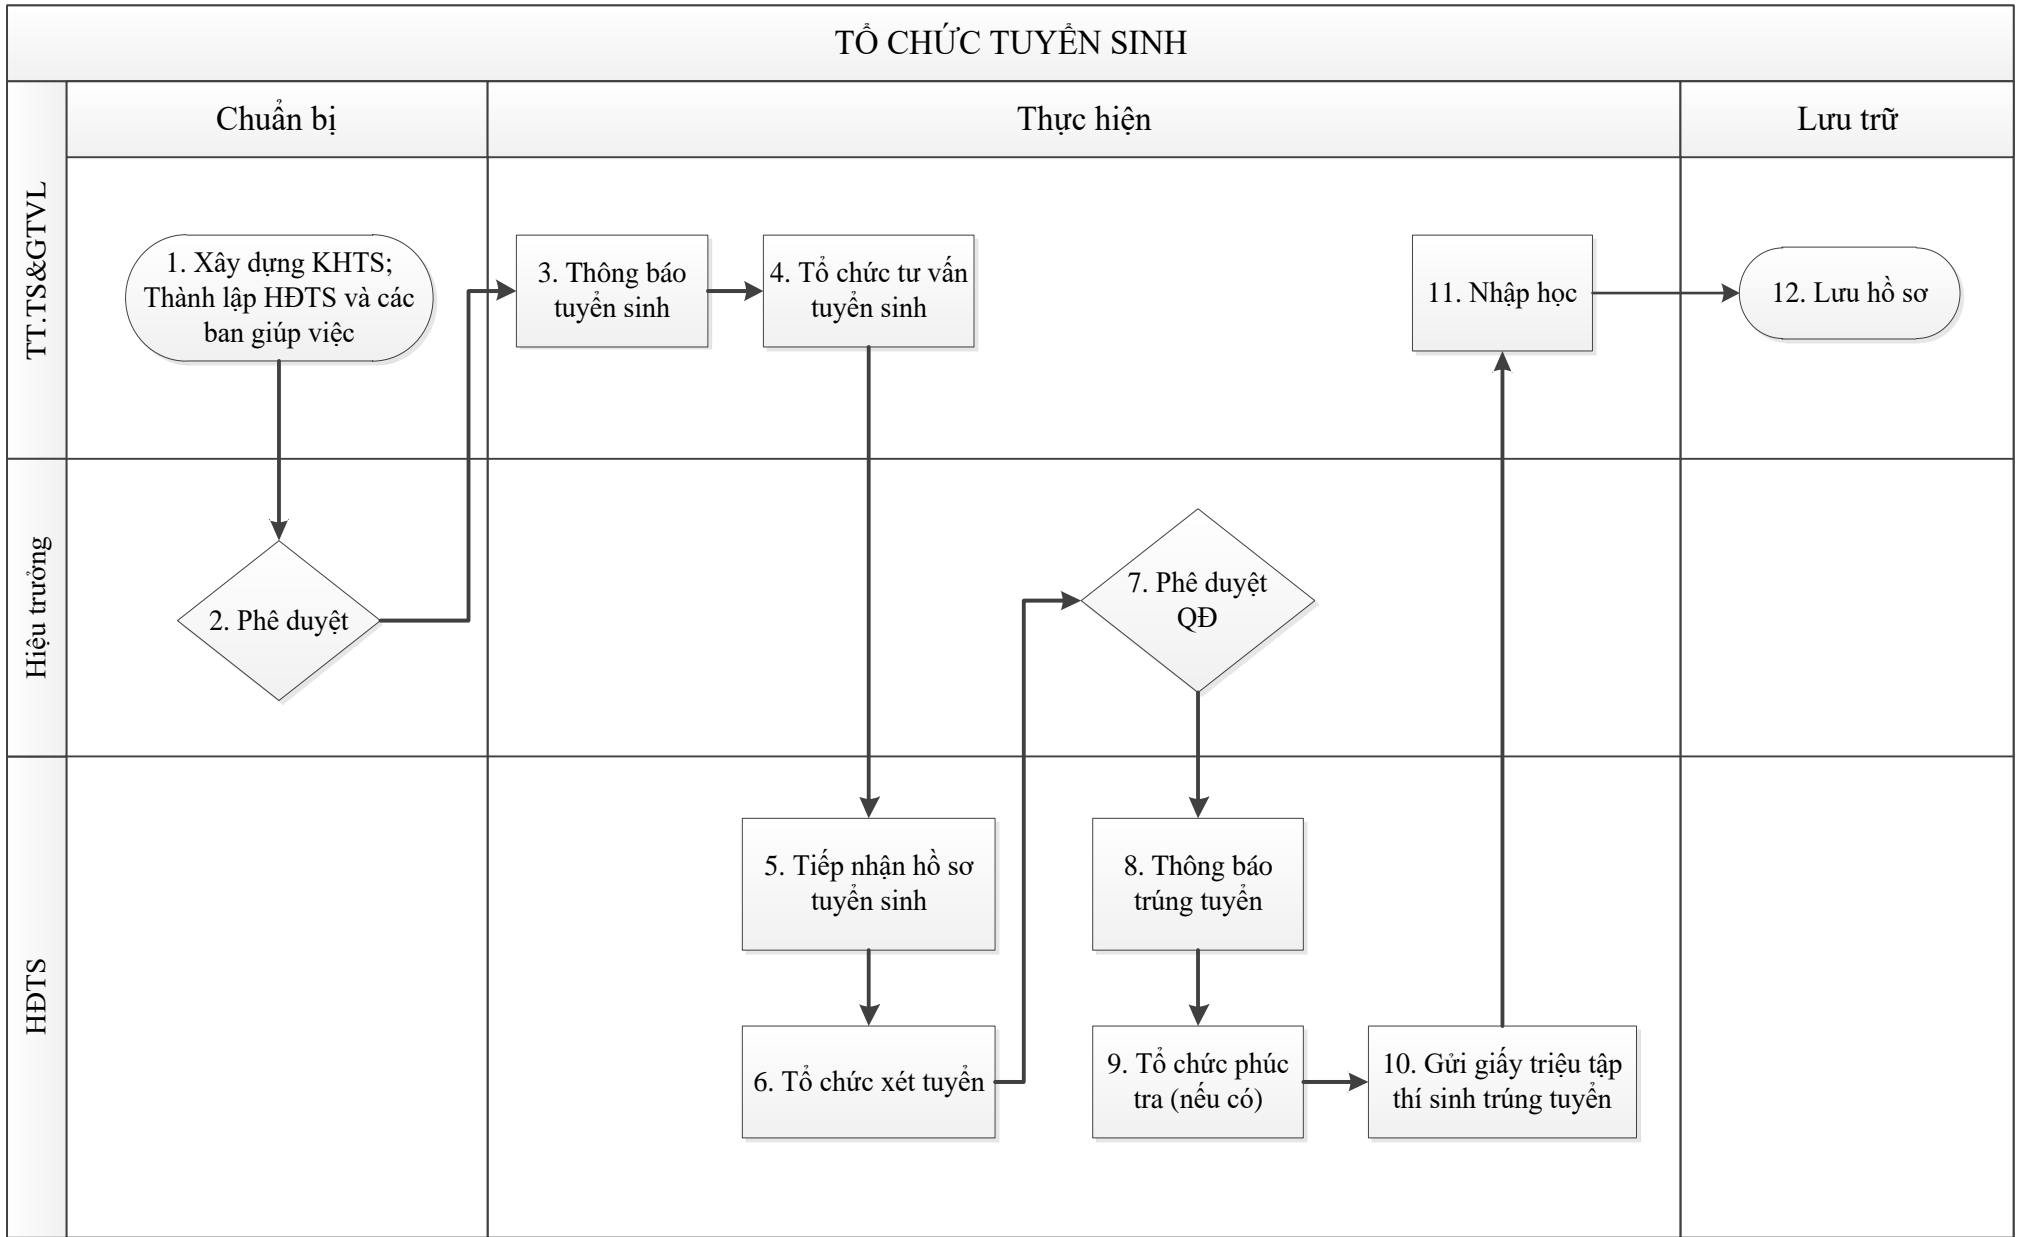 TỔ CHỨC TUYỂN SINH
Chuẩn bị
Thực hiện
Lưu trữ
TT.TS&GTVL
1. Xây dựng KHTS;
Thành lập HĐTS và các
ban giúp việc
3. Thông báo
tuyển sinh
4. Tổ chức tư vấn
tuyển sinh
11. Nhập học
12. Lưu hồ sơ
Hiệu trưởng
2. Phê duyệt
7. Phê duyệt
QĐ
HĐTS
5. Tiếp nhận hồ sơ
tuyển sinh
8. Thông báo
trúng tuyển
6. Tổ chức xét tuyển
9. Tổ chức phúc
tra (nếu có)
10. Gửi giấy triệu tập
thí sinh trúng tuyển